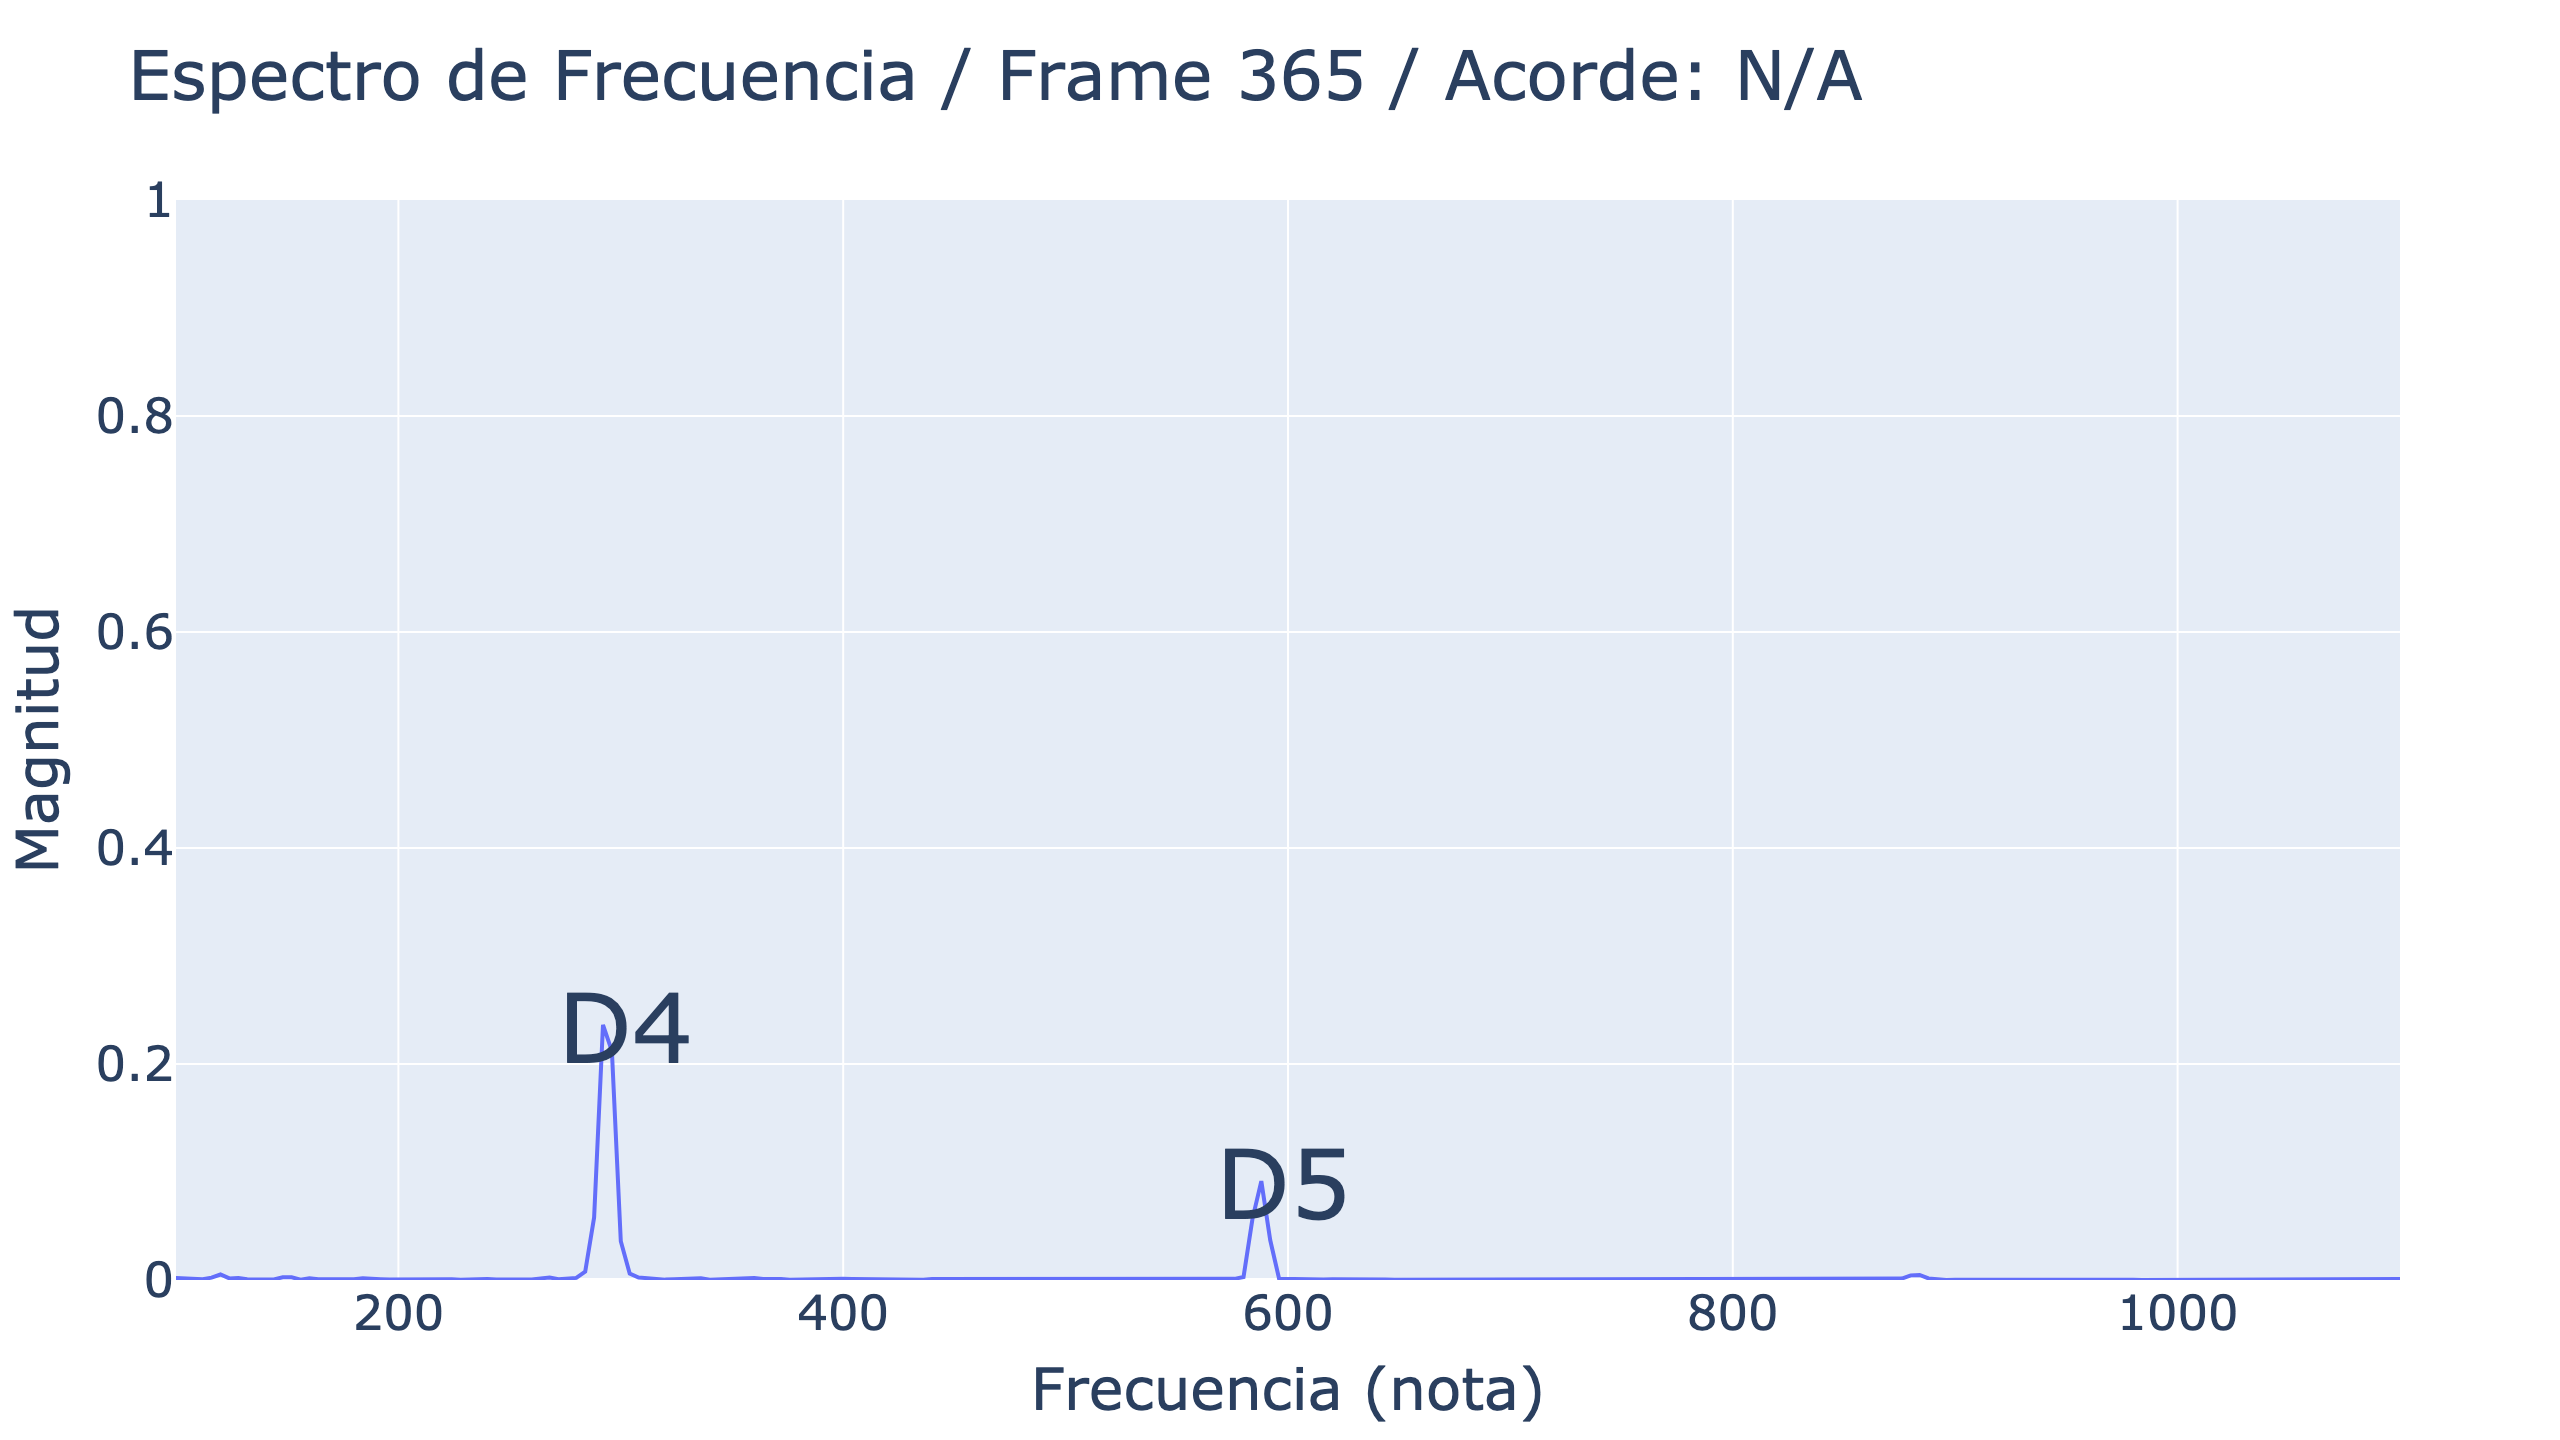 Espectro de Frecuencia / Frame 365 / Acorde: N/A
1
0.8
0.6
0.4
0.2
0
Magnitud
D4
D5
200 400 600 800 1000
Frecuencia (nota)